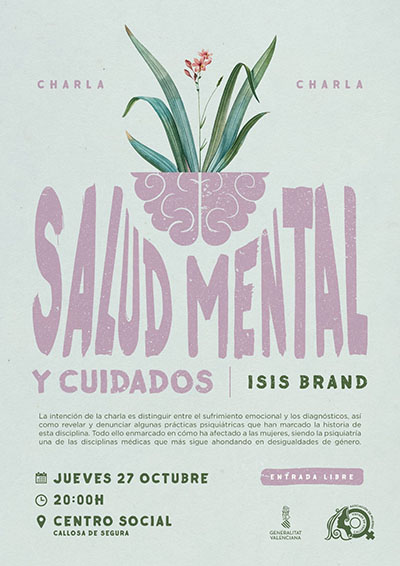 CHARLA CHARLA
SALUD MENTAL
Y CUIDADOS | ISIS BRAND
La intención de la charla es distinguir entre el sufrimiento emocional y los diagnósticos, así
como revelar y denunciar algunas prácticas psiquiátricas que han marcado la historia de
esta disciplina. Todo ello enmarcado en cómo ha afectado a las mujeres, siendo la psiquiatría
una de las disciplinas médicas que más sigue ahondando en desigualdades de género.
JUEVES 27 OCTUBRE
ENTRADA LIBRE
20:00H
CENTRO SOCIAL
CALLOSA DE SEGURA
GENERALITAT
VALENCIANA